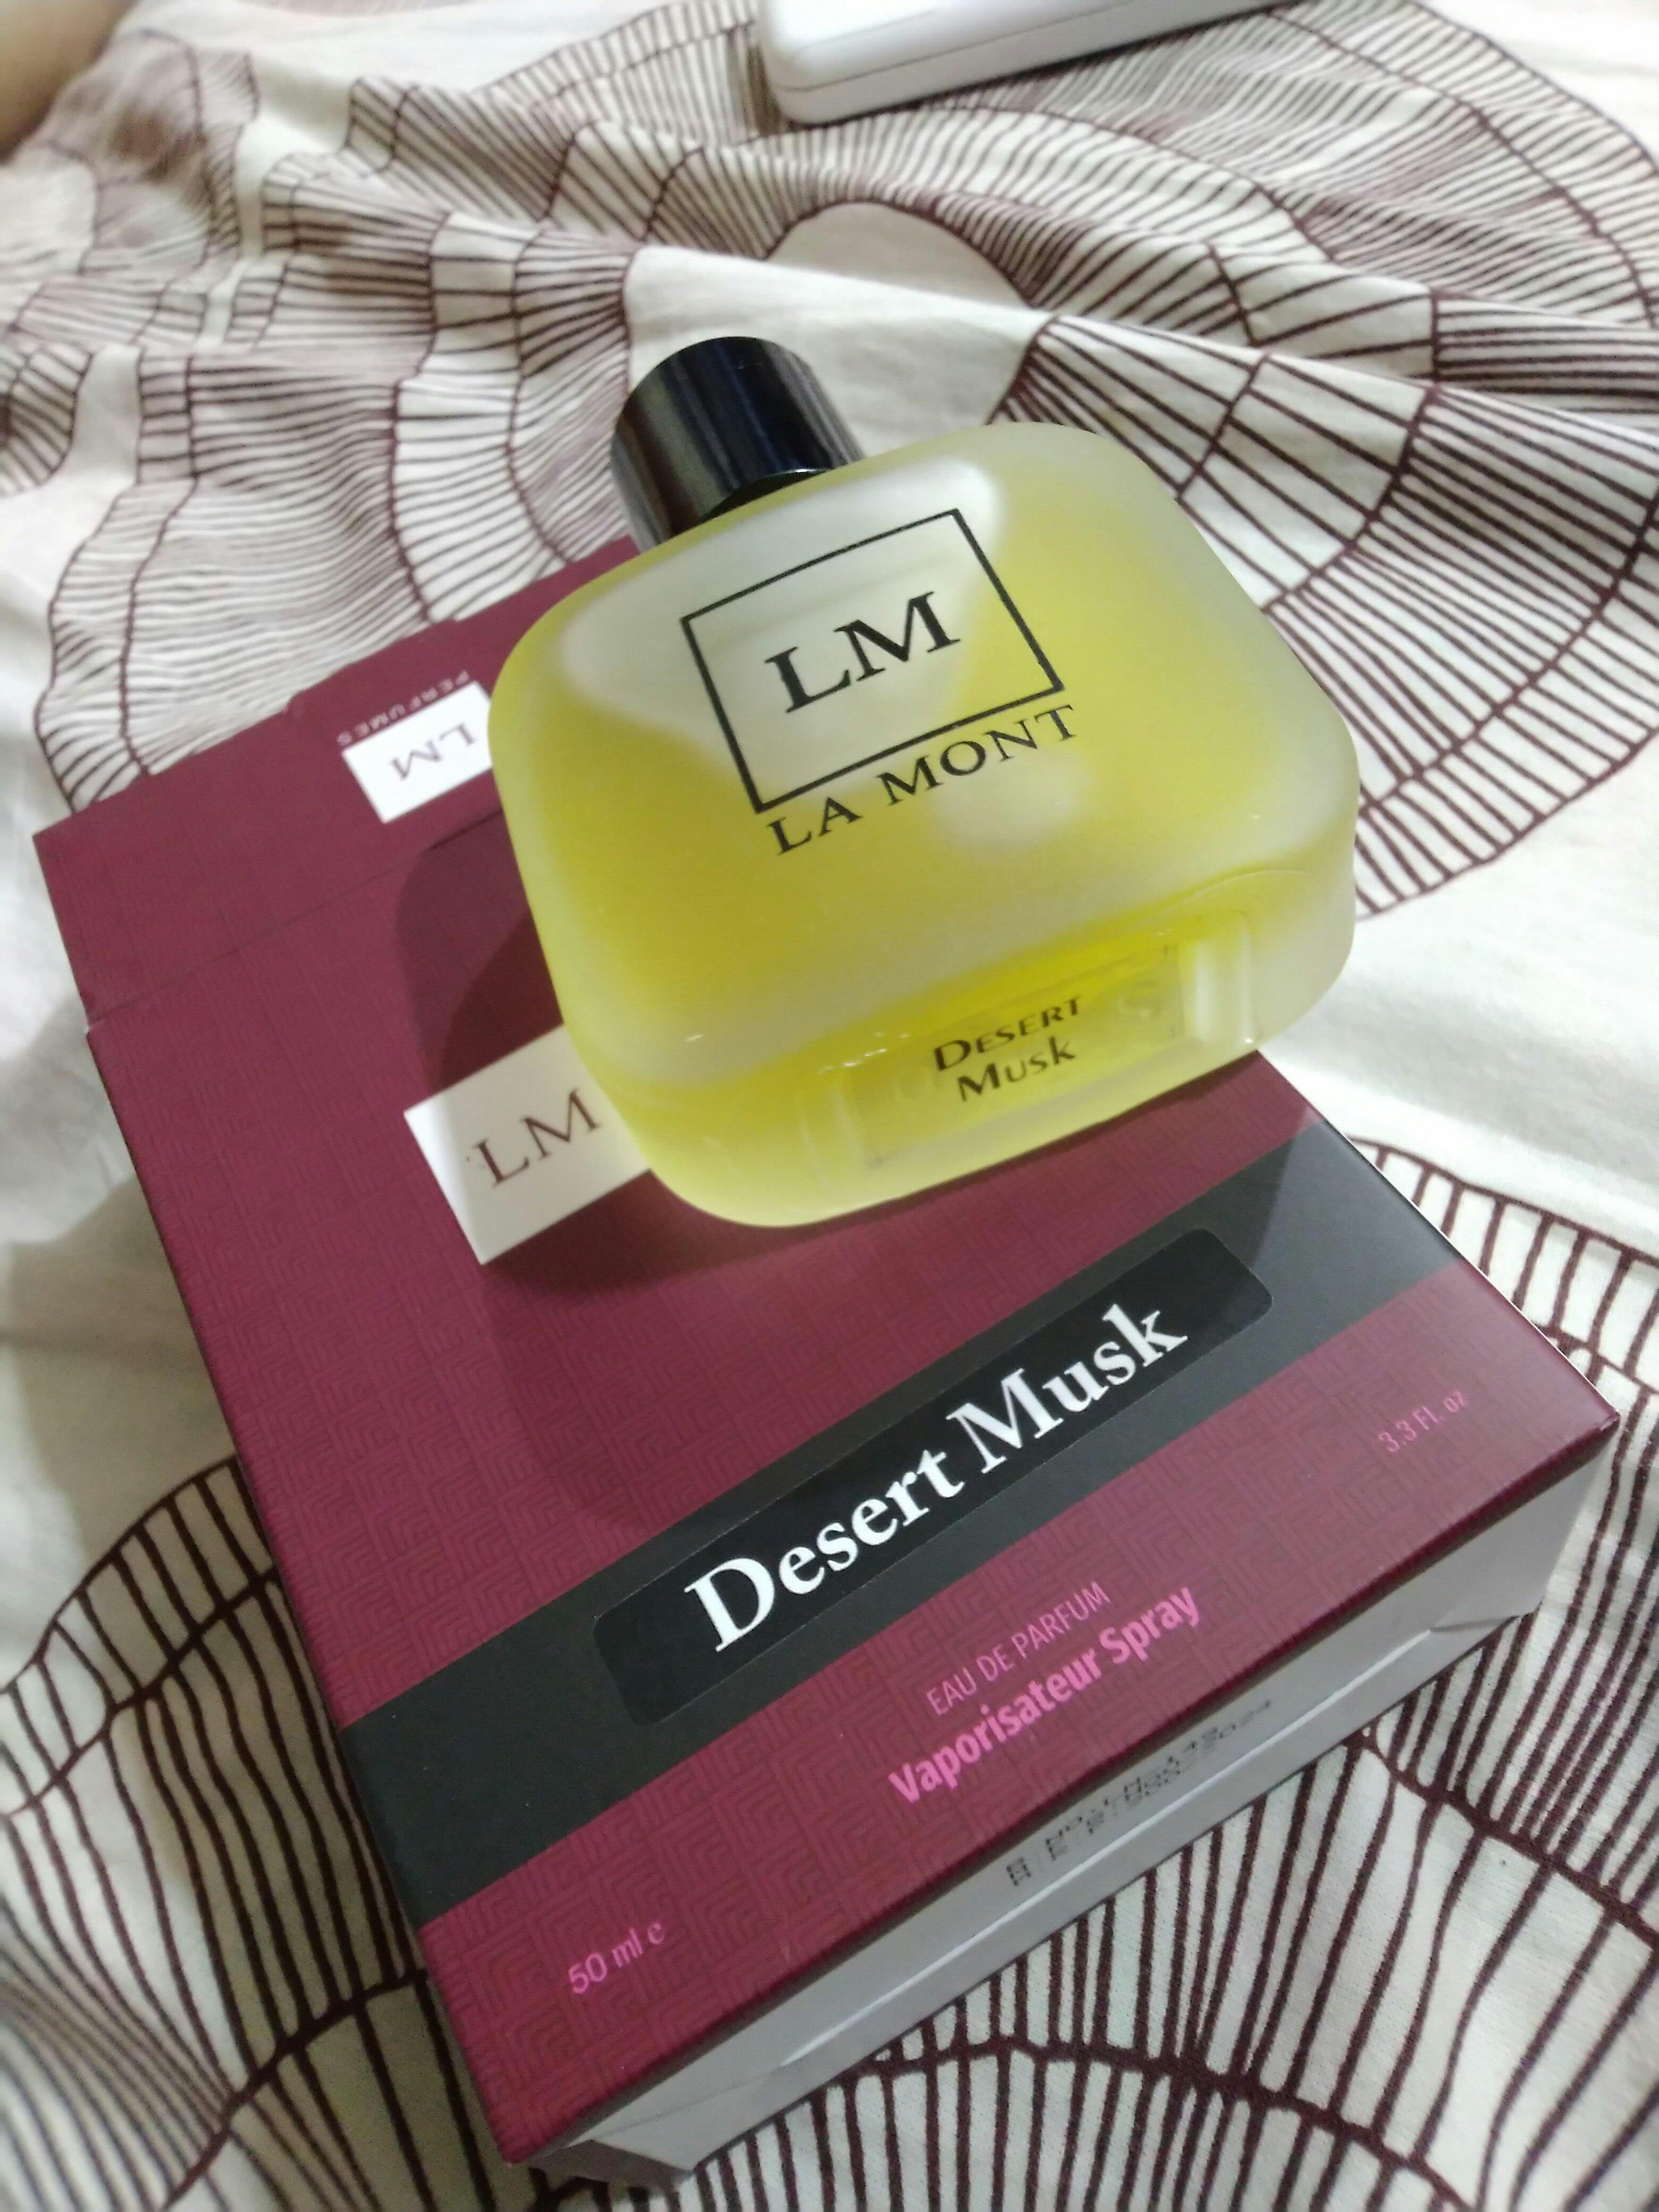 LM
LA MONT
DESERT
MUSK
PERFUMES
LM
LM
Desert Musk
EAU DE PARFUM
Vaporisateur Spray
50 ml e
3.3 Fl. oz